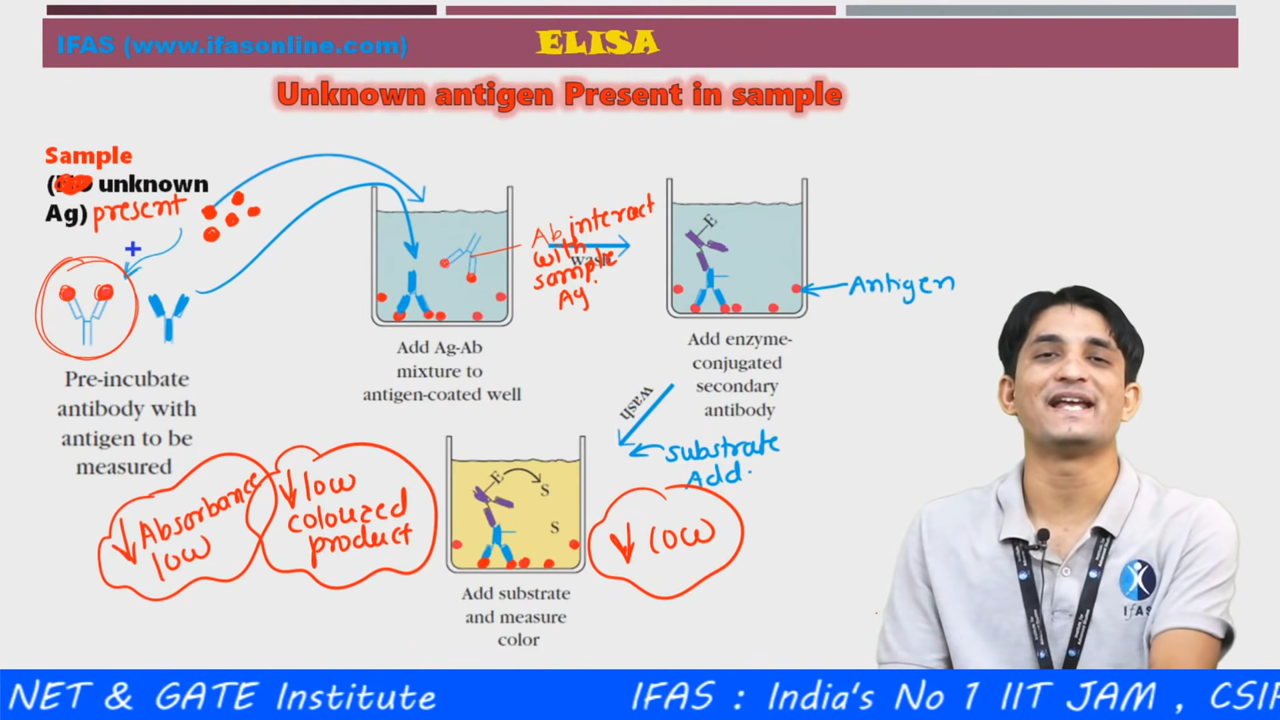 IFAS (www.ifasonline.com)
ELISA
Unknown antigen Present in sample
Sample
( unknown
Ag) present
+
Pre-incubate
antibody with
antigen to be
measured
Add Ag-Ab
mixture to
antigen-coated well
Ab interact
with
sample
Ag.
wash
E
Antigen
Add enzyme-
conjugated
secondary
antibody
wash
substrate
Add.
Absorbance
low
low
colouzed
product
E
S
S
low
Add substrate
and measure
color
IFAS
NET & GATE Institute IFAS : India's No 1 IIT JAM , CSIR